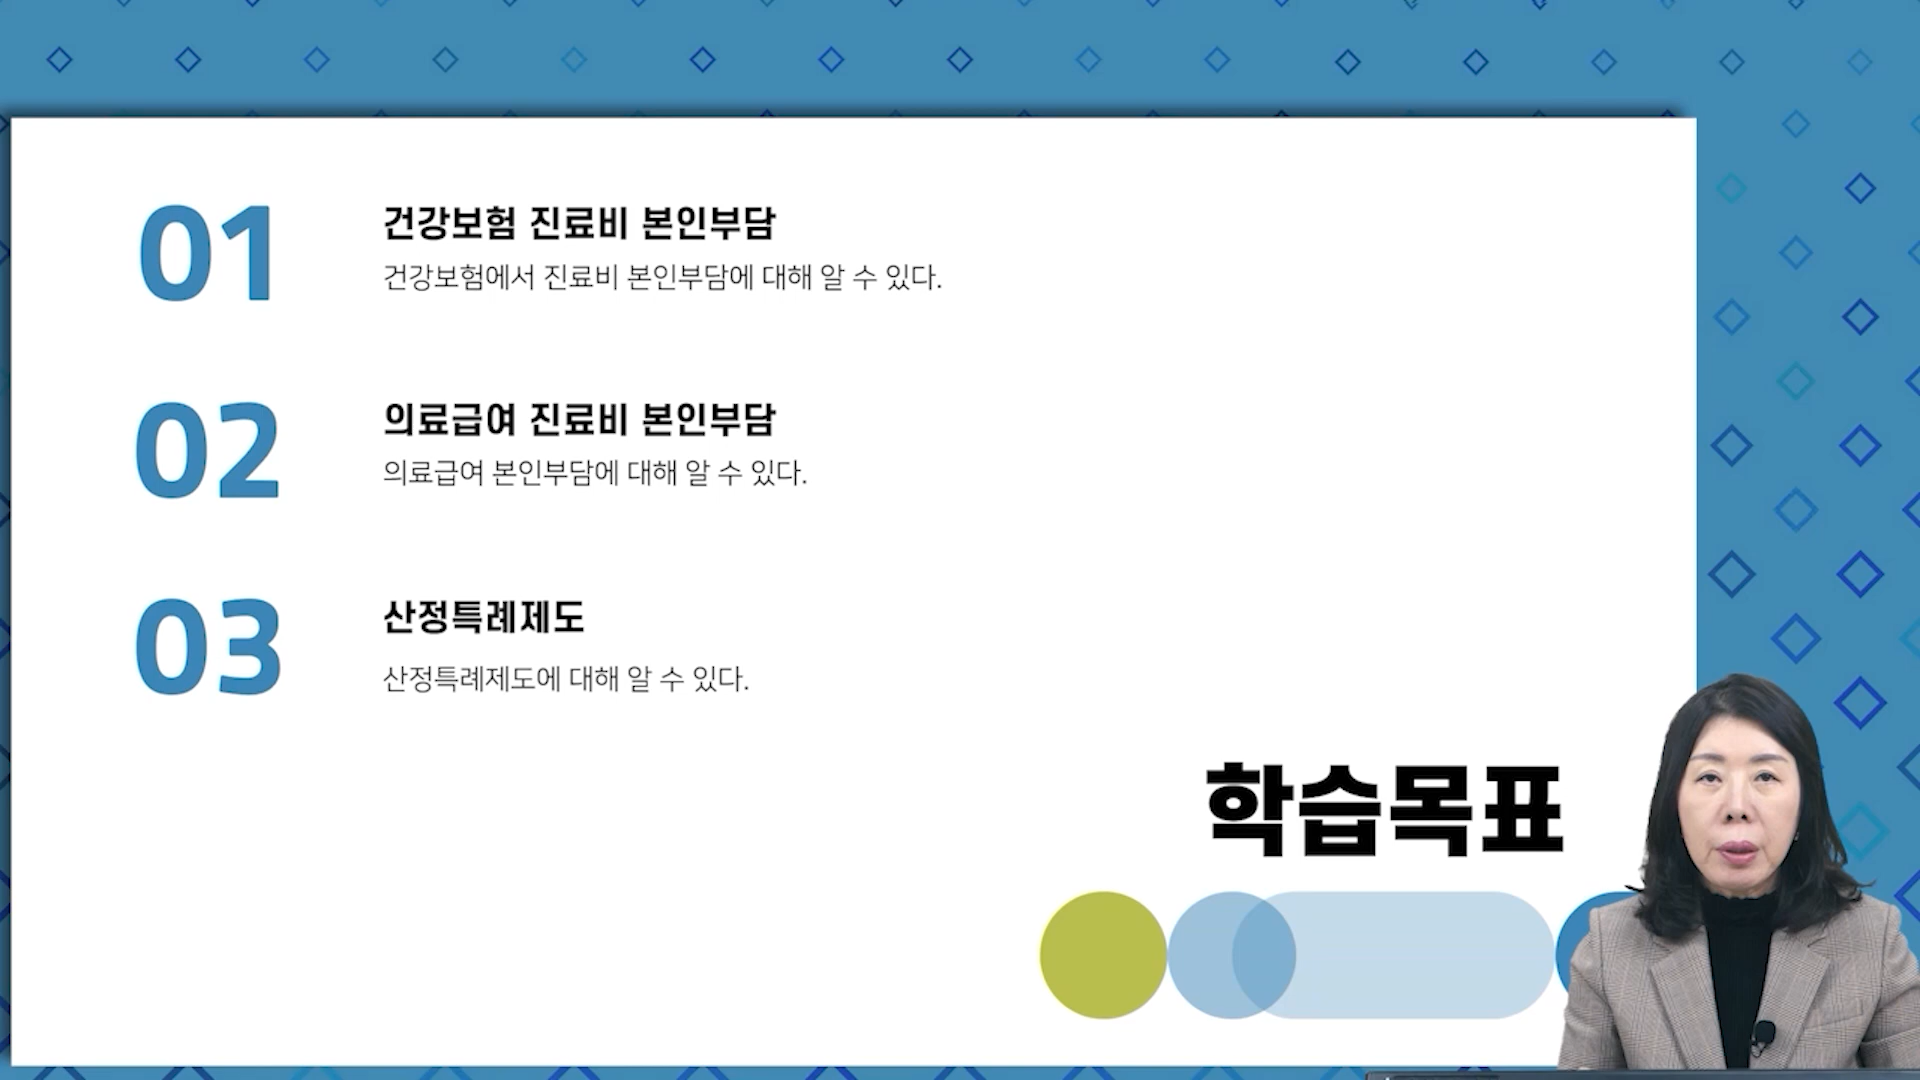 01
건강보험 진료비 본인부담
건강보험에서 진료비 본인부담에 대해 알 수 있다.
02
의료급여 진료비 본인부담
의료급여 본인부담에 대해 알 수 있다.
03
산정특례제도
산정특례제도에 대해 알 수 있다.
학습목표